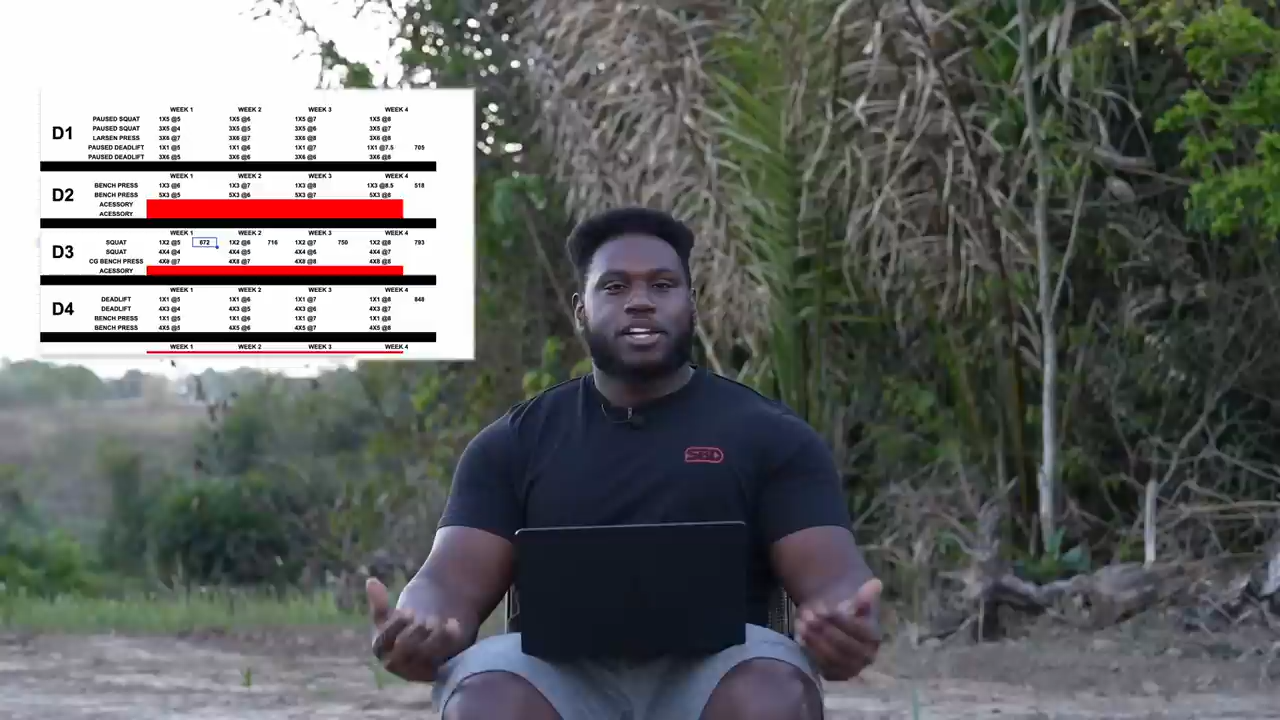 WEEK 1 WEEK 2 WEEK 3 WEEK 4
D1
PAUSED SQUAT 1X5 @5 1X5 @6 1X5 @7 1X5 @8
PAUSED SQUAT 3X5 @4 3X5 @5 3X5 @6 3X5 @7
LARSEN PRESS 3X6 @7 3X6 @7 3X6 @8 3X6 @8
PAUSED DEADLIFT 1X1 @5 1X1 @6 1X1 @7 1X1 @7.5 705
PAUSED DEADLIFT 3X6 @5 3X6 @6 3X6 @6 3X6 @6
WEEK 1 WEEK 2 WEEK 3 WEEK 4
D2
BENCH PRESS 1X3 @6 1X3 @7 1X3 @8 1X3 @8.5 518
BENCH PRESS 5X3 @5 5X3 @6 5X3 @7 5X3 @8
ACESSORY
ACESSORY
WEEK 1 WEEK 2 WEEK 3 WEEK 4
D3
SQUAT 1X2 @5 672 1X2 @6 716 1X2 @7 750 1X2 @8 793
SQUAT 4X4 @4 4X4 @5 4X4 @6 4X4 @7
CG BENCH PRESS 4X8 @7 4X8 @7 4X8 @8 4X8 @8
ACESSORY
WEEK 1 WEEK 2 WEEK 3 WEEK 4
D4
DEADLIFT 1X1 @5 1X1 @6 1X1 @7 1X1 @8 848
DEADLIFT 4X3 @4 4X3 @5 4X3 @6 4X3 @7
BENCH PRESS 1X1 @5 1X1 @6 1X1 @7 1X1 @8
BENCH PRESS 4X5 @5 4X5 @6 4X5 @7 4X5 @8
WEEK 1 WEEK 2 WEEK 3 WEEK 4
SBD